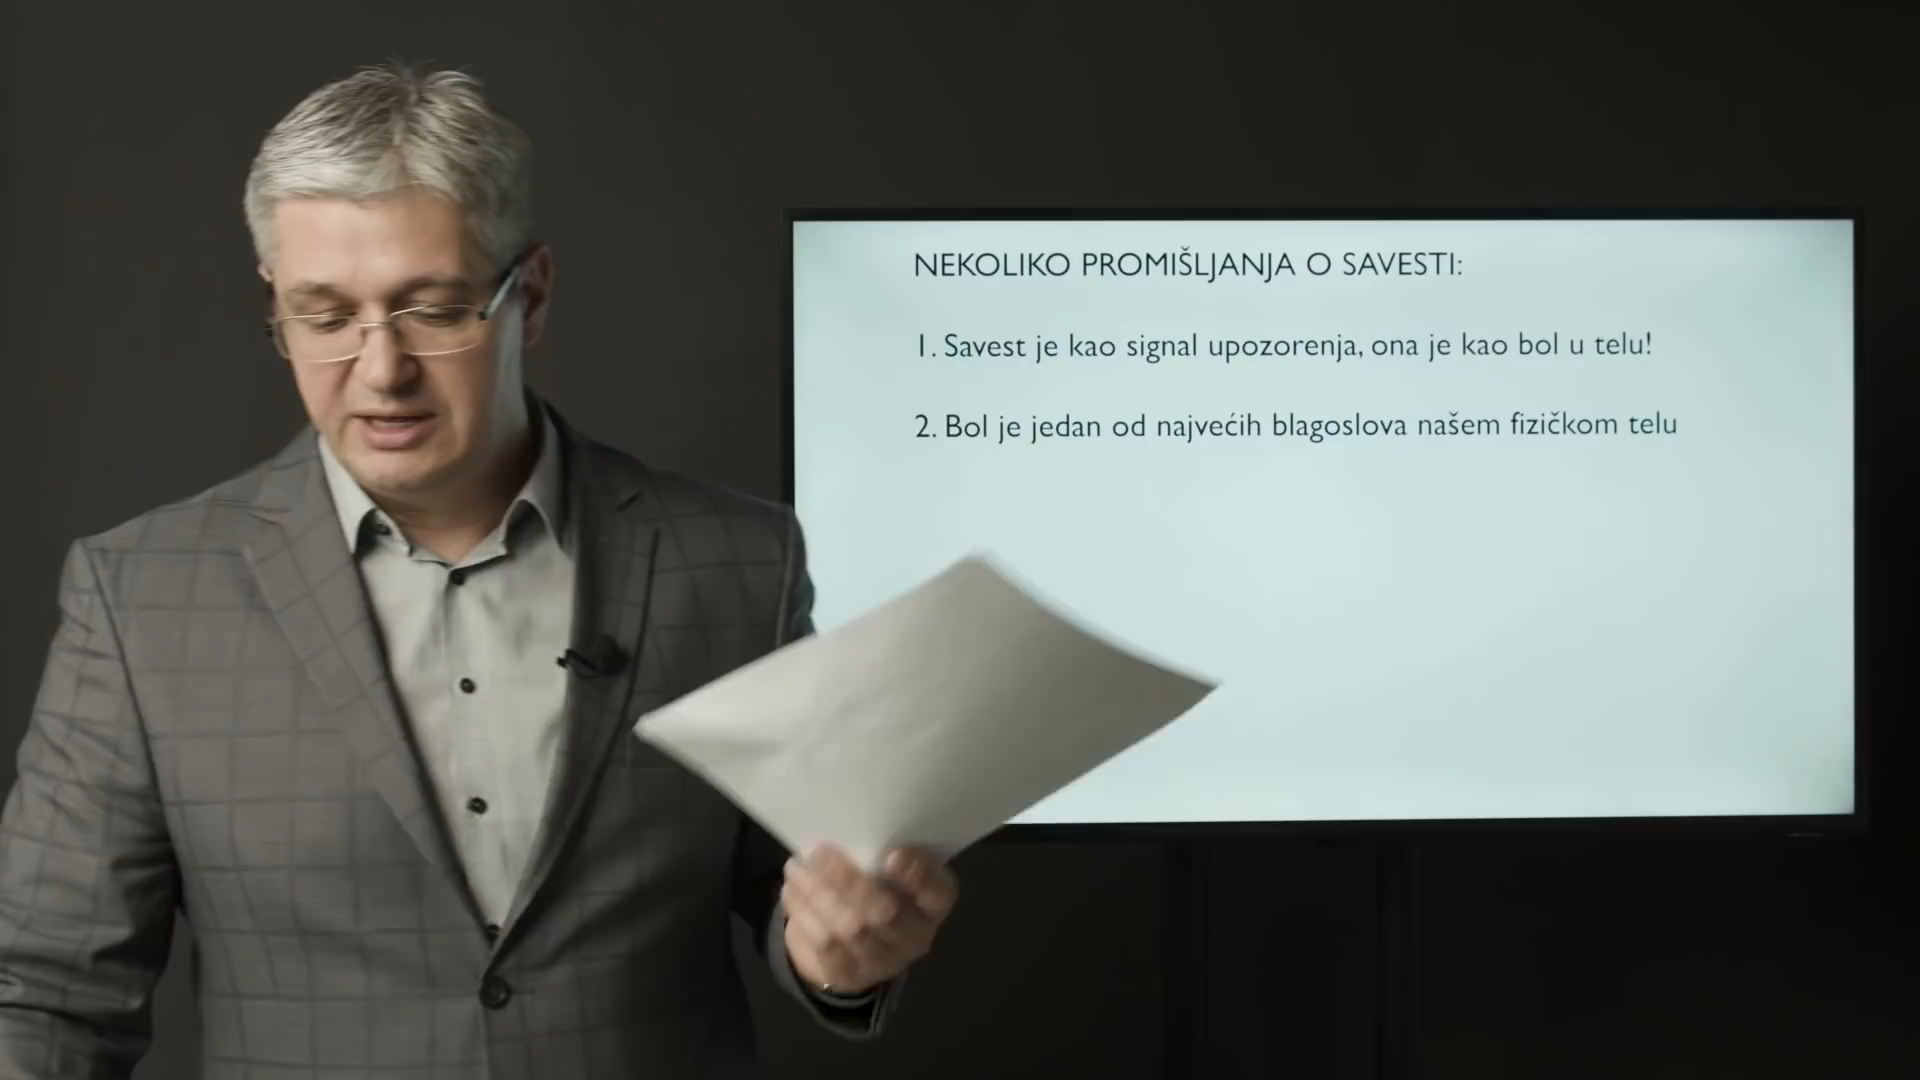 NEKOLIKO PROMIŠLJANJA O SAVESTI:
1. Savest je kao signal upozorenja, ona je kao bol u telu!
2. Bol je jedan od najvećih blagoslova našem fizičkom telu